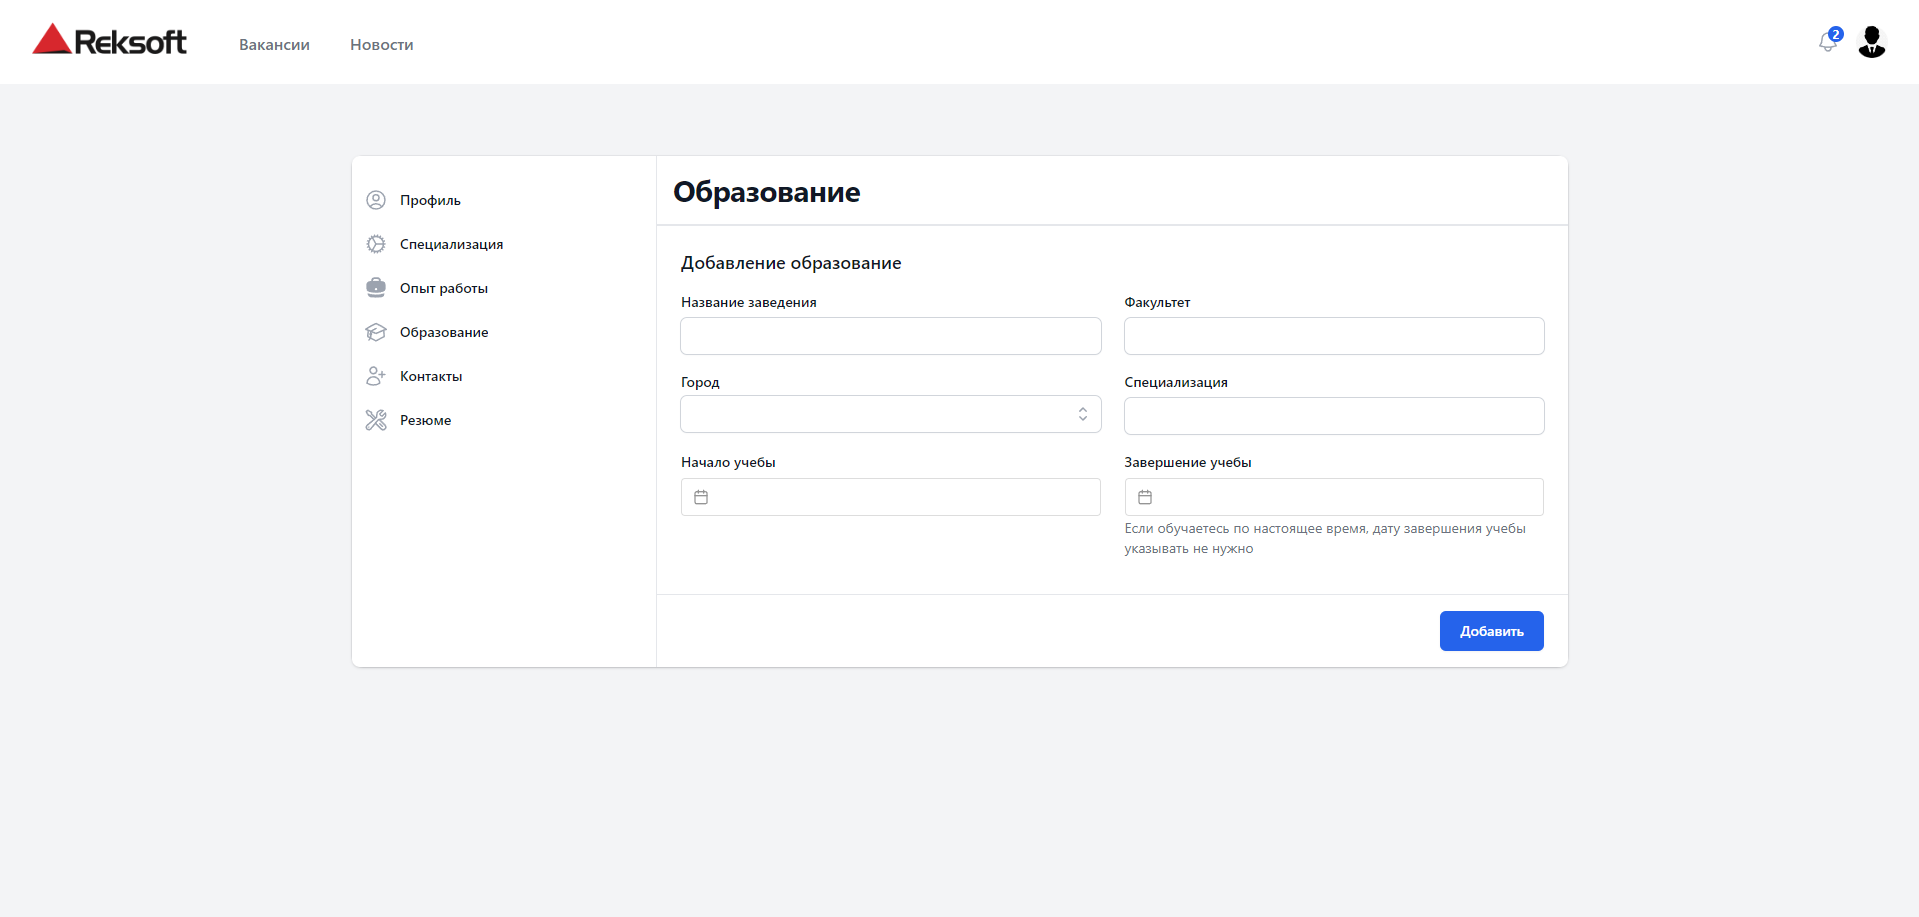 Reksoft
Вакансии
Новости
2
Профиль
Специализация
Опыт работы
Образование
Контакты
Резюме
Образование
Добавление образование
Название заведения
Факультет
Город
Специализация
Начало учебы
Завершение учебы
Если обучаетесь по настоящее время, дату завершения учебы
указывать не нужно
Добавить